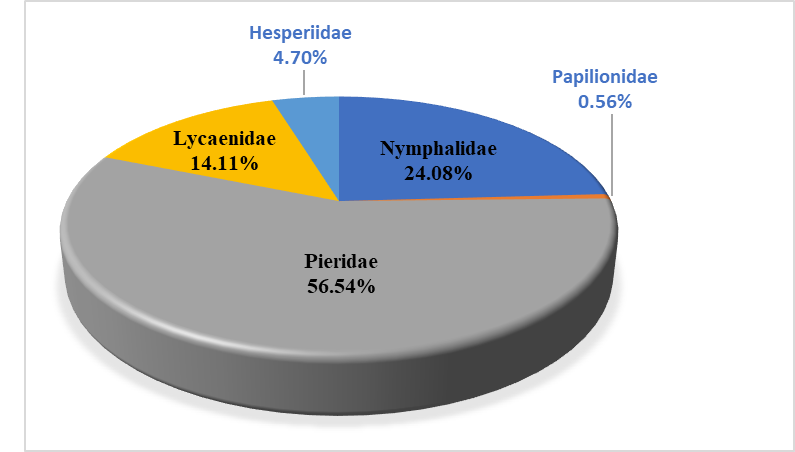 Hesperiidae
4.70%
Papilionidae
0.56%
Lycaenidae
14.11%
Nymphalidae
24.08%
Pieridae
56.54%